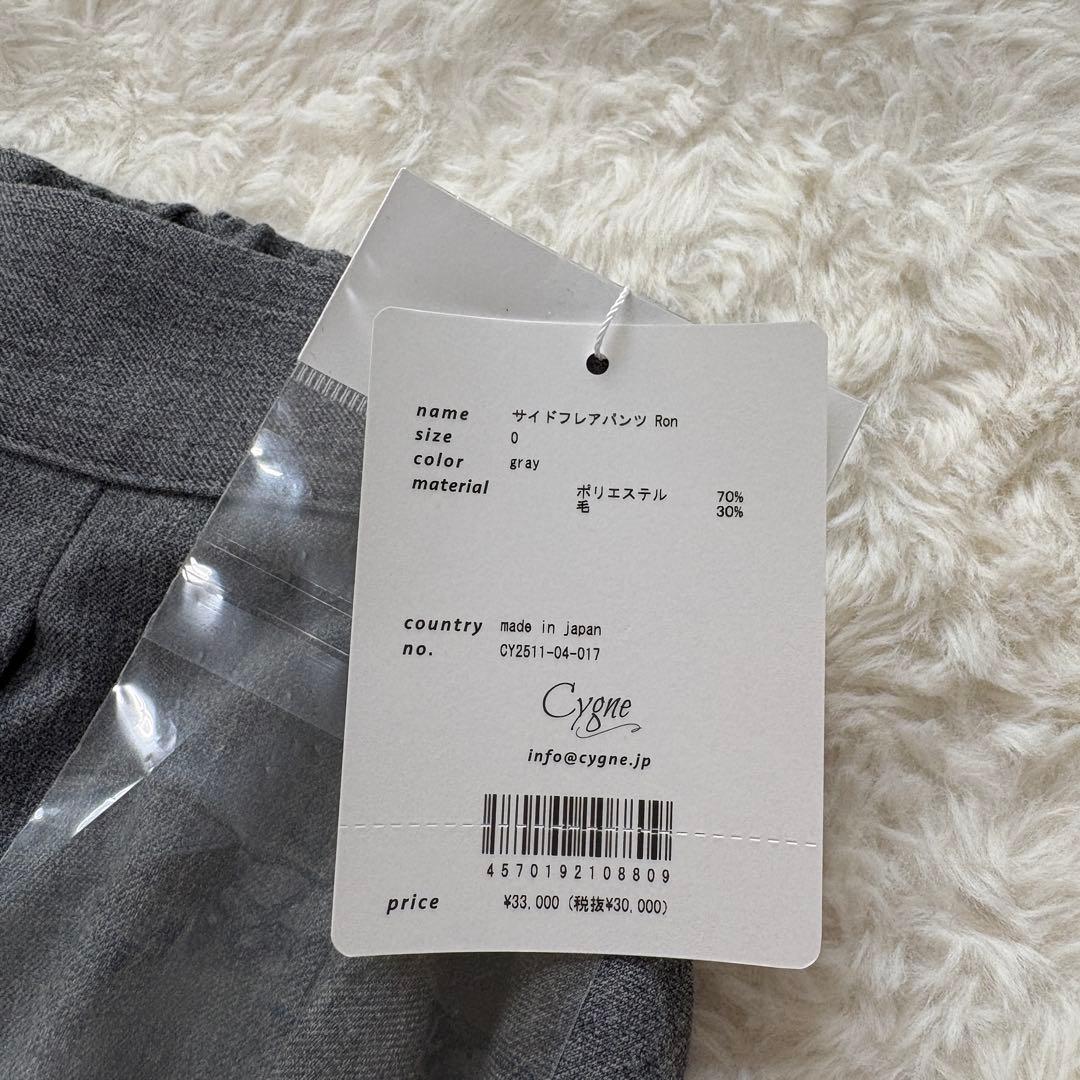 name サイドフレアパンツ Ron
size 0
color gray
material
ポリエステル 70%
毛 30%
country made in japan
no. CY2511-04-017
Cygne
info@cygne.jp
4570192108809
price ¥33,000 (税抜¥30,000)